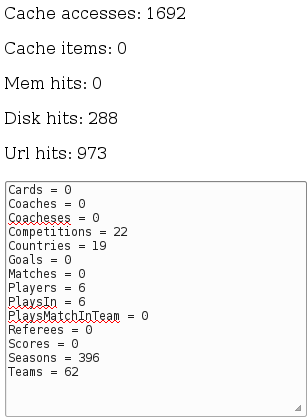 Cache accesses: 1692
Cache items: 0
Mem hits: 0
Disk hits: 288
Url hits: 973
Cards = 0
Coaches = 0
Coacheses = 0
Competitions = 22
Countries = 19
Goals = 0
Matches = 0
Players = 6
PlaysIn = 6
PlaysMatchInTeam = 0
Referees = 0
Scores = 0
Seasons = 396
Teams = 62